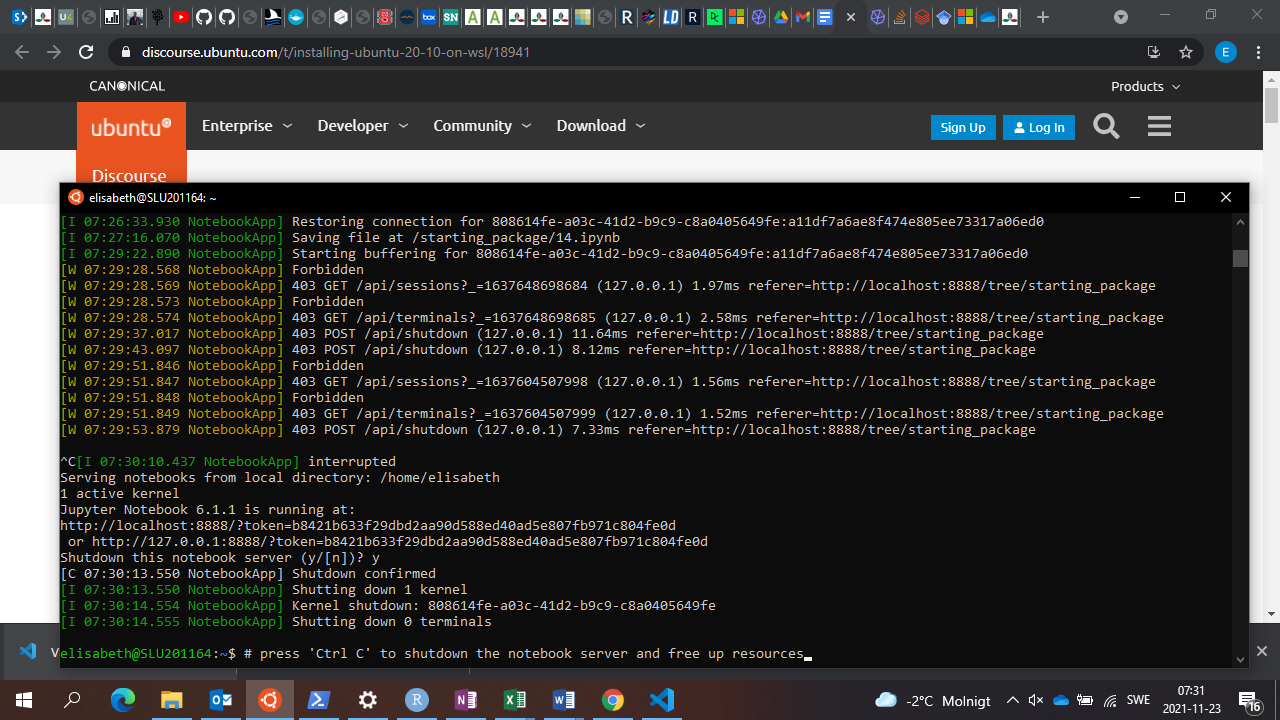 discourse.ubuntu.com/t/installing-ubuntu-20-10-on-wsl/18941
E
CANONICAL
Products
ubuntu
Enterprise
Developer
Community
Download
Sign Up
Log In
Discourse
elisabeth@SLU201164: ~
[I 07:26:33.930 NotebookApp] Restoring connection for 808614fe-a03c-41d2-b9c9-c8a0405649fe:a11df7a6ae8f474e805ee73317a06ed0
[I 07:27:16.070 NotebookApp] Saving file at /starting_package/14.ipynb
[I 07:29:22.890 NotebookApp] Starting buffering for 808614fe-a03c-41d2-b9c9-c8a0405649fe:a11df7a6ae8f474e805ee73317a06ed0
[W 07:29:28.568 NotebookApp] Forbidden
[W 07:29:28.569 NotebookApp] 403 GET /api/sessions?_=1637648698684 (127.0.0.1) 1.97ms referer=http://localhost:8888/tree/starting_package
[W 07:29:28.573 NotebookApp] Forbidden
[W 07:29:28.574 NotebookApp] 403 GET /api/terminals?_=1637648698685 (127.0.0.1) 2.58ms referer=http://localhost:8888/tree/starting_package
[W 07:29:37.017 NotebookApp] 403 POST /api/shutdown (127.0.0.1) 11.64ms referer=http://localhost:8888/tree/starting_package
[W 07:29:43.097 NotebookApp] 403 POST /api/shutdown (127.0.0.1) 8.12ms referer=http://localhost:8888/tree/starting_package
[W 07:29:51.846 NotebookApp] Forbidden
[W 07:29:51.847 NotebookApp] 403 GET /api/sessions?_=1637604507998 (127.0.0.1) 1.56ms referer=http://localhost:8888/tree/starting_package
[W 07:29:51.848 NotebookApp] Forbidden
[W 07:29:51.849 NotebookApp] 403 GET /api/terminals?_=1637604507999 (127.0.0.1) 1.52ms referer=http://localhost:8888/tree/starting_package
[W 07:29:53.879 NotebookApp] 403 POST /api/shutdown (127.0.0.1) 7.33ms referer=http://localhost:8888/tree/starting_package
^C[I 07:30:10.437 NotebookApp] interrupted
Serving notebooks from local directory: /home/elisabeth
1 active kernel
Jupyter Notebook 6.1.1 is running at:
http://localhost:8888/?token=b8421b633f29dbd2aa90d588ed40ad5e807fb971c804fe0d
or http://127.0.0.1:8888/?token=b8421b633f29dbd2aa90d588ed40ad5e807fb971c804fe0d
Shutdown this notebook server (y/[n])? y
[C 07:30:13.550 NotebookApp] Shutdown confirmed
[I 07:30:13.550 NotebookApp] Shutting down 1 kernel
[I 07:30:14.554 NotebookApp] Kernel shutdown: 808614fe-a03c-41d2-b9c9-c8a0405649fe
[I 07:30:14.555 NotebookApp] Shutting down 0 terminals
elisabeth@SLU201164:~$ # press 'Ctrl C' to shutdown the notebook server and free up resources
-2°C Molnigt
SWE
07:31
2021-11-23
16